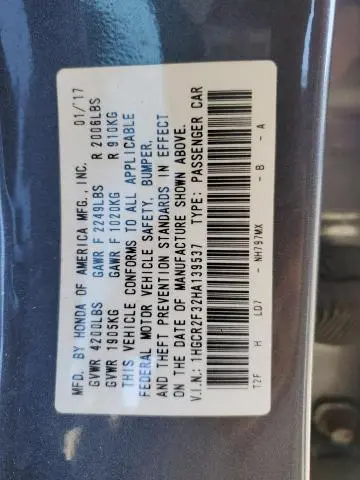 MFD. BY HONDA OF AMERICA MFG., INC. 01/'17
GVWR 4200LBS GAWR F 2249LBS R 2006LBS
GVWR 1905KG GAWR F 1020KG R 910KG
THIS VEHICLE CONFORMS TO ALL APPLICABLE
FEDERAL MOTOR VEHICLE SAFETY, BUMPER,
AND THEFT PREVENTION STANDARDS IN EFFECT
ON THE DATE OF MANUFACTURE SHOWN ABOVE.
V.I.N.: 1HGCR2F32HA139537 TYPE: PASSENGER CAR
T2F H LD7 - NH797MX - B - A